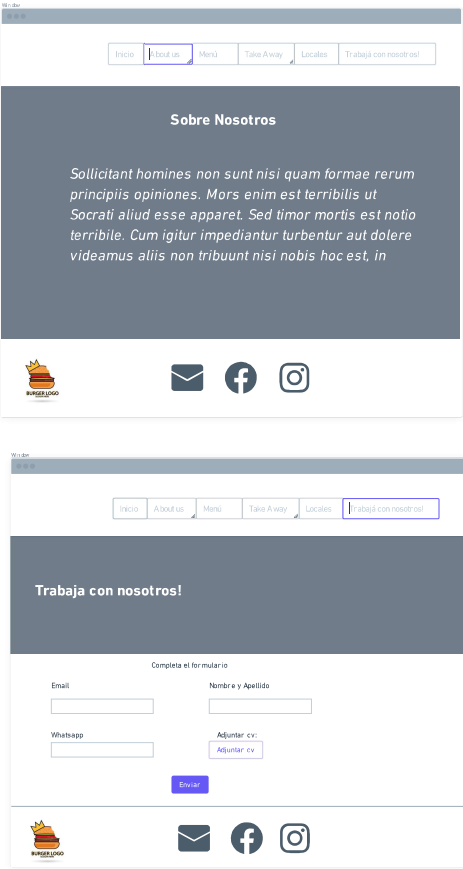 Window
Inicio
About us
Menú
Take Away
Locales
Trabajá con nosotros!
Sobre Nosotros
Sollicitant homines non sunt nisi quam formae rerum
principiis opiniones. Mors enim est terribilis ut
Socrati aliud esse apparet. Sed timor mortis est notio
terribile. Cum igitur impediantur turbentur aut dolere
videamus aliis non tribuunt nisi nobis hoc est, in
BURGER LOGO
Window
Inicio
About us
Menú
Take Away
Locales
Trabajá con nosotros!
Trabaja con nosotros!
Completa el formulario
Email
Nombre y Apellido
Whatsapp
Adjuntar cv:
Adjuntar cv
Enviar
BURGER LOGO